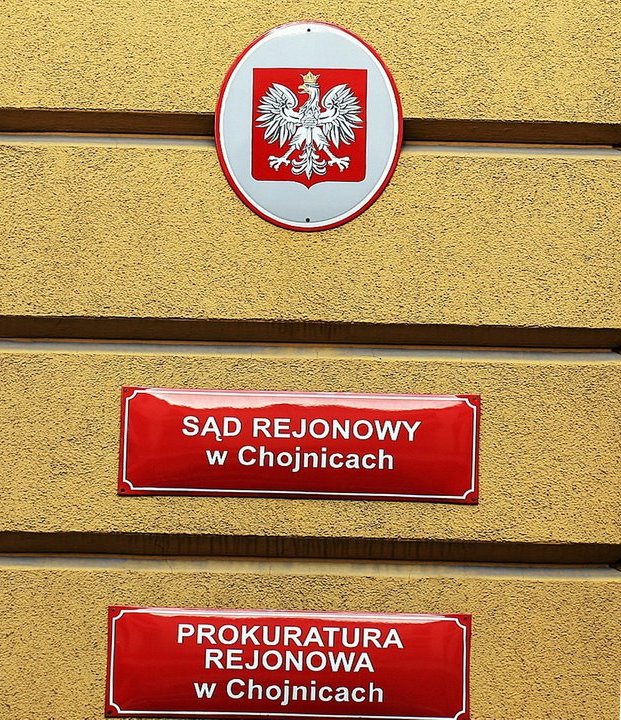 SĄD REJONOWY
w Chojnicach
PROKURATURA
REJONOWA
w Chojnicach